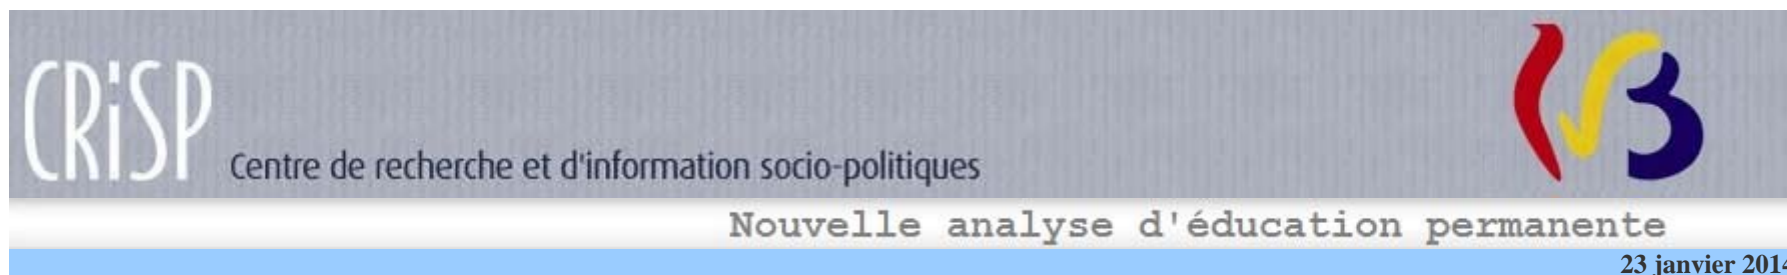 CRiSP
Centre de recherche et d'information socio-politiques
Nouvelle analyse d'éducation permanente
23 janvier 2014